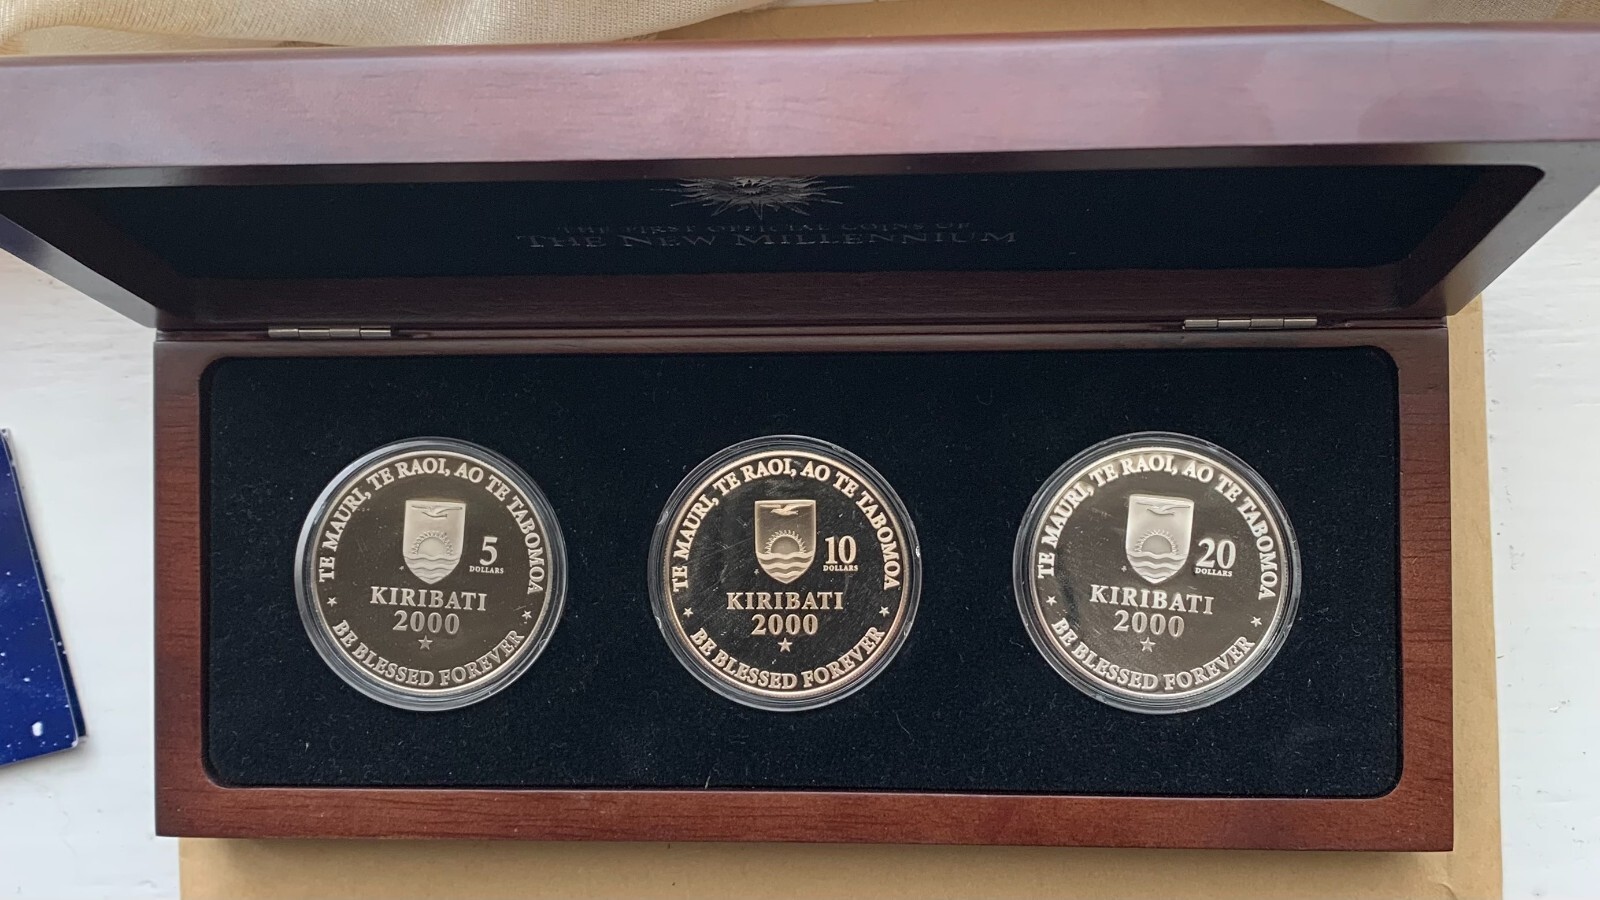 THE FIRST OFFICIAL COINS OF
THE NEW MILLENNIUM
TE MAURI, TE RAOI, AO TE TABOMOA
5
DOLLARS
KIRIBATI
2000
BE BLESSED FOREVER
TE MAURI, TE RAOI, AO TE TABOMOA
10
DOLLARS
KIRIBATI
2000
BE BLESSED FOREVER
TE MAURI, TE RAOI, AO TE TABOMOA
20
DOLLARS
KIRIBATI
2000
BE BLESSED FOREVER